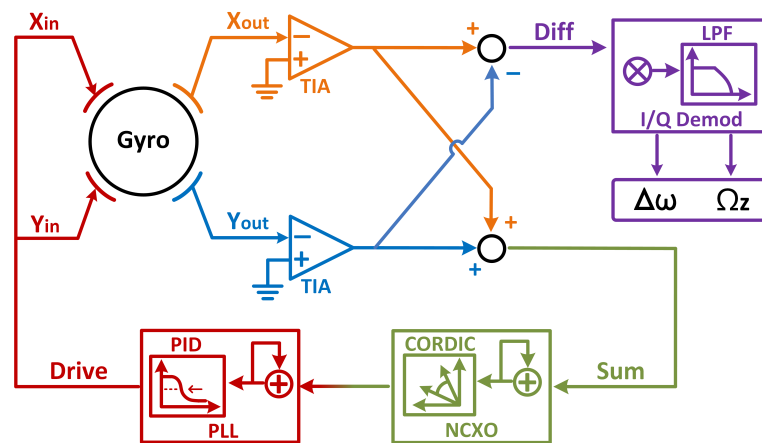 Xin
Xout
TIA
+
−
Diff
LPF
I/Q Demod
Gyro
Δω Ωz
Yin
Yout
TIA
+
+
PID
PLL
Drive
CORDIC
NCXO
Sum